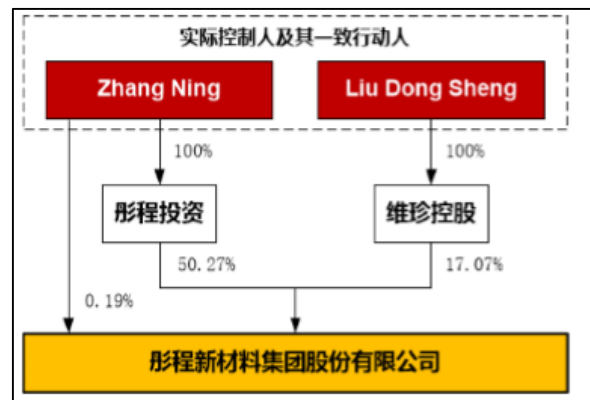 实际控制人及其一致行动人
Zhang Ning
Liu Dong Sheng
100%
100%
彤程投资
维珍控股
50.27%
17.07%
0.19%
彤程新材料集团股份有限公司